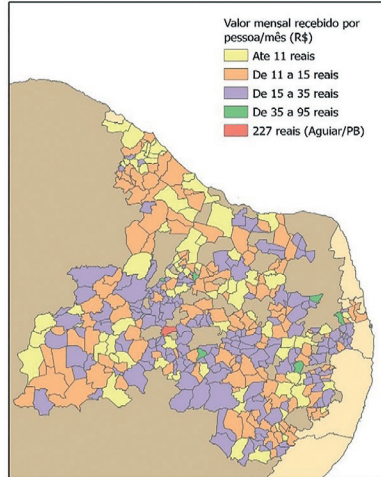 Valor mensal recebido por
pessoa/mês (R$)
Ate 11 reais
De 11 a 15 reais
De 15 a 35 reais
De 35 a 95 reais
227 reais (Aguiar/PB)